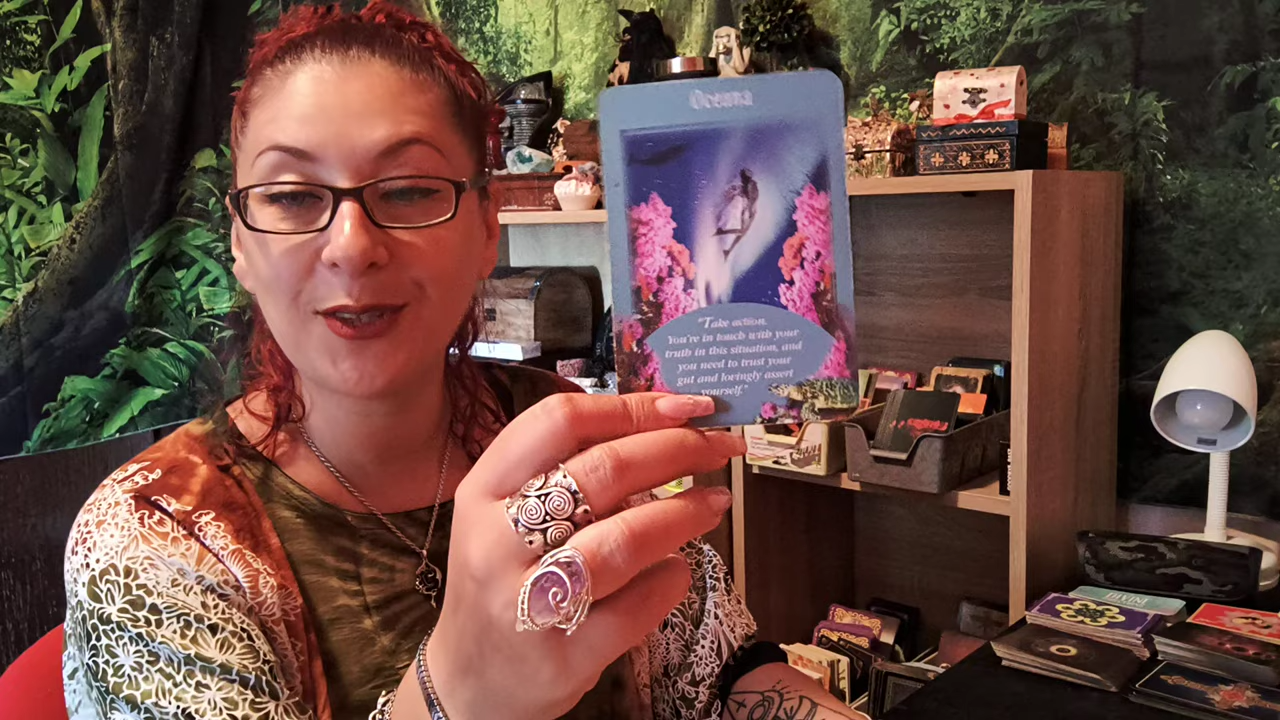 Oceana
"Take action.
You're in touch with your
truth in this situation, and
you need to trust your
gut and lovingly assert
yourself."